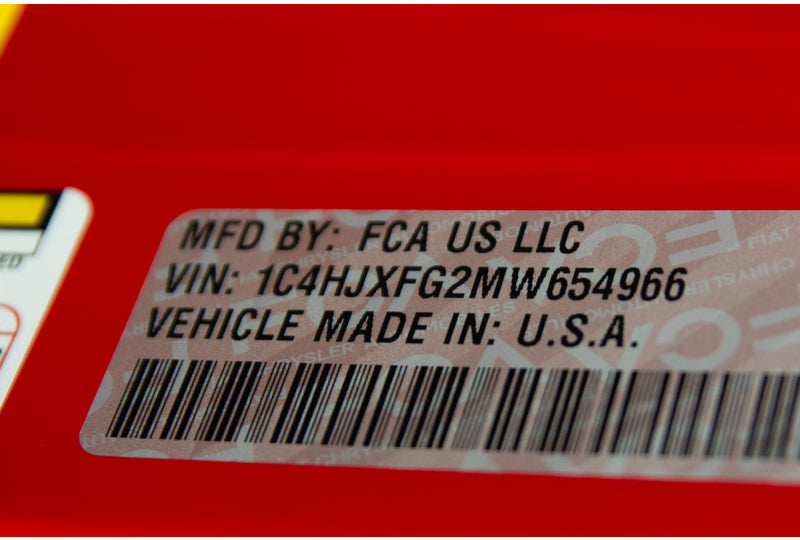 MFD BY: FCA US LLC
VIN: 1C4HJXFG2MW654966
VEHICLE MADE IN: U.S.A.